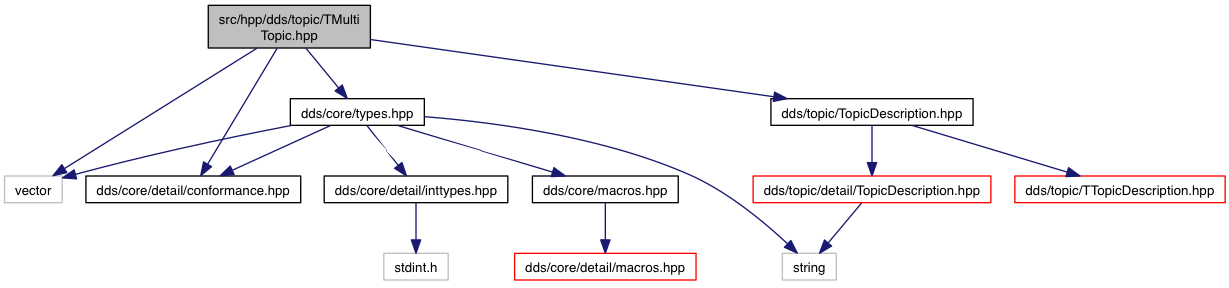 src/hpp/dds/topic/TMulti
Topic.hpp
dds/core/types.hpp
dds/topic/TopicDescription.hpp
vector
dds/core/detail/conformance.hpp
dds/core/detail/inttypes.hpp
dds/core/macros.hpp
dds/topic/detail/TopicDescription.hpp
dds/topic/TTopicDescription.hpp
stdint.h
dds/core/detail/macros.hpp
string